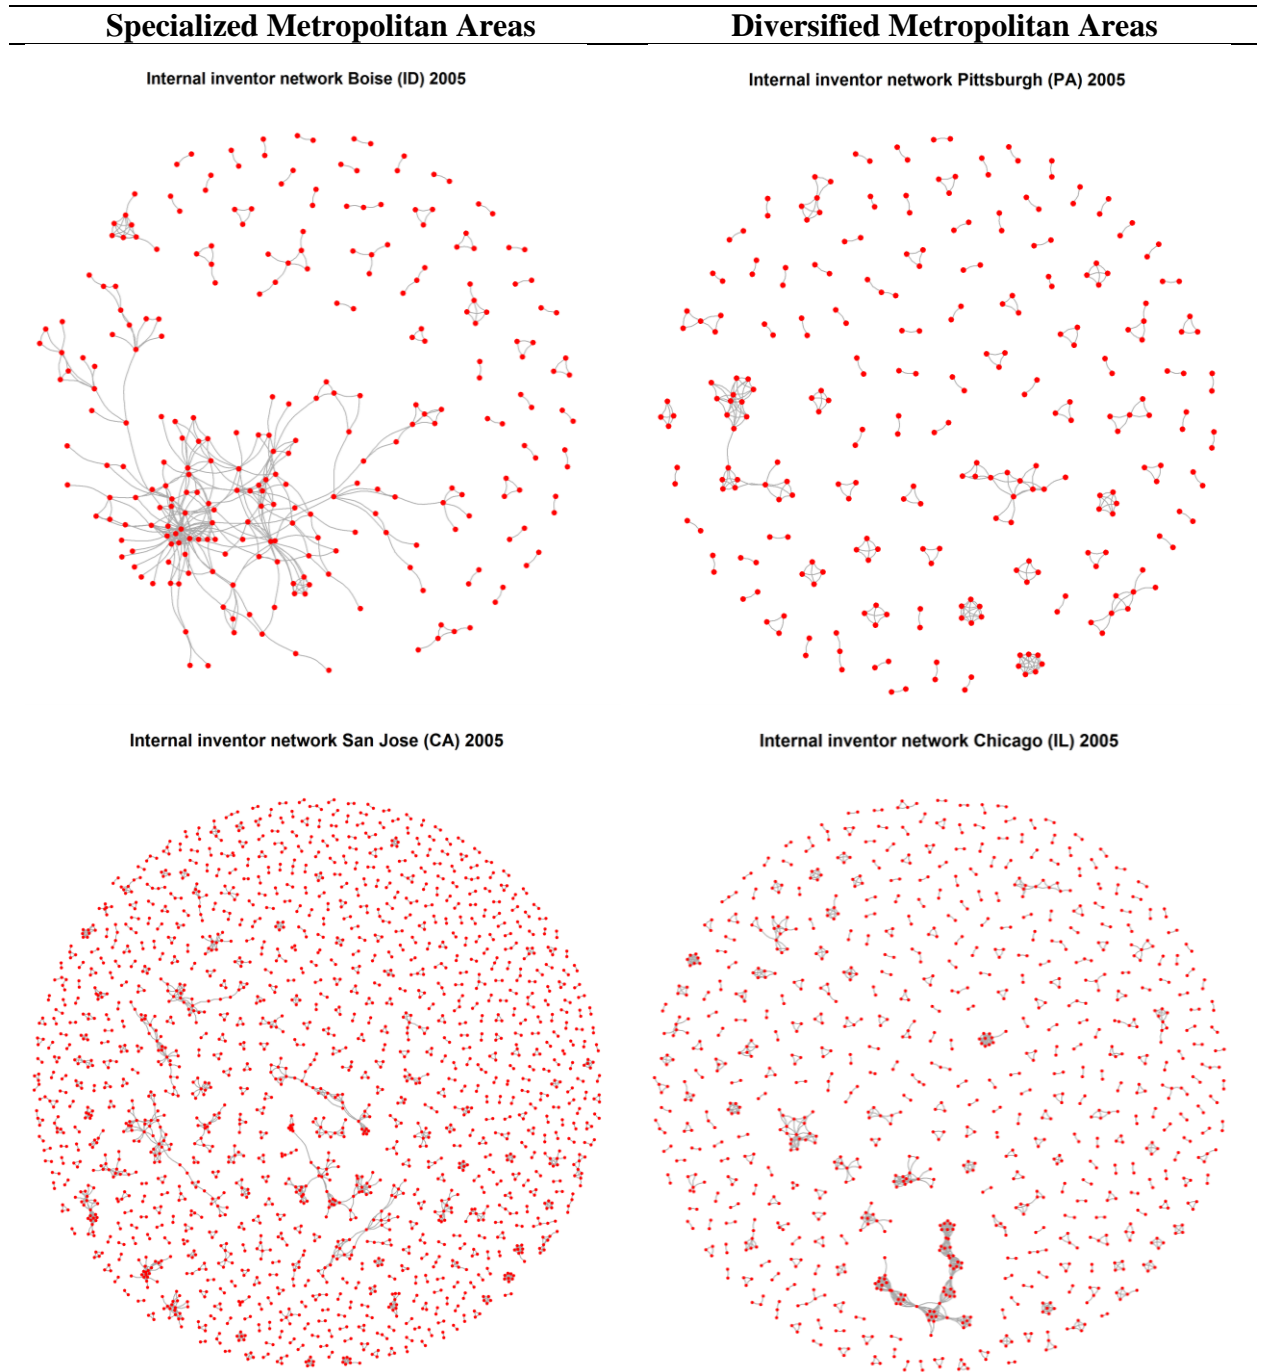 Specialized Metropolitan Areas
Diversified Metropolitan Areas
Internal inventor network Boise (ID) 2005
Internal inventor network Pittsburgh (PA) 2005
Internal inventor network San Jose (CA) 2005
Internal inventor network Chicago (IL) 2005